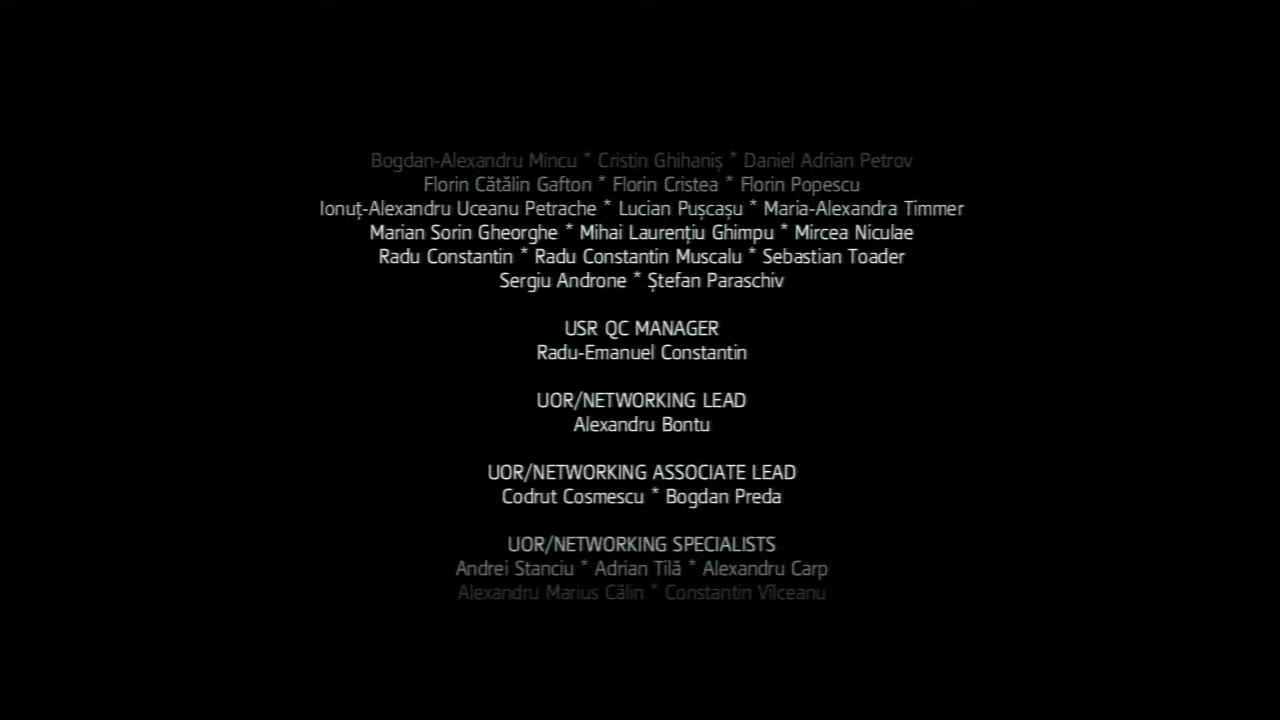 Bogdan-Alexandru Mincu * Cristin Ghihaniș * Daniel Adrian Petrov
Florin Cătălin Gafton * Florin Cristea * Florin Popescu
Ionuț-Alexandru Uceanu Petrache * Lucian Pușcașu * Maria-Alexandra Timmer
Marian Sorin Gheorghe * Mihai Laurențiu Ghimpu * Mircea Niculae
Radu Constantin * Radu Constantin Muscalu * Sebastian Toader
Sergiu Androne * Ștefan Paraschiv
USR QC MANAGER
Radu-Emanuel Constantin
UOR/NETWORKING LEAD
Alexandru Bontu
UOR/NETWORKING ASSOCIATE LEAD
Codrut Cosmescu * Bogdan Preda
UOR/NETWORKING SPECIALISTS
Andrei Stanciu * Adrian Tilă * Alexandru Carp
Alexandru Marius Călin * Constantin Vîlceanu